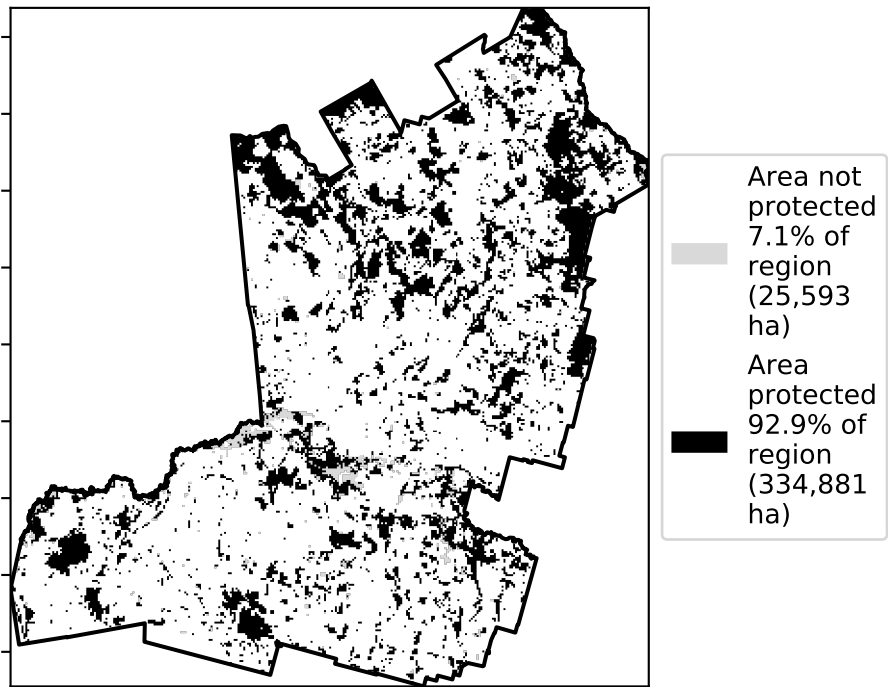 Area not
protected
7.1% of
region
(25,593
ha)
Area
protected
92.9% of
region
(334,881
ha)